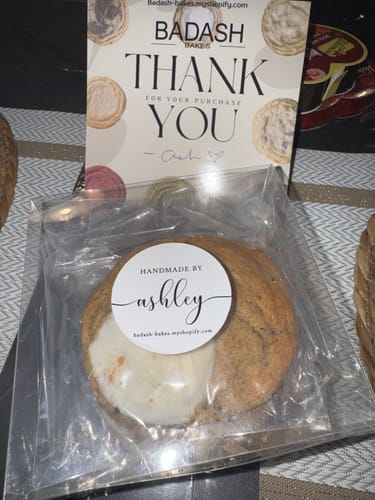 Badash-bakes.myshopify.com
BADASH
BAKES
THANK
FOR YOUR PURCHASE
YOU
HANDMADE BY
ashley
badash-bakes.myshopify.com